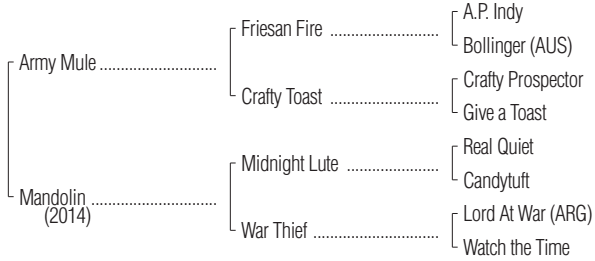 A.P. Indy
Friesan Fire ..........................
Bollinger (AUS)
Army Mule ............................
Crafty Prospector
Crafty Toast ..........................
Give a Toast
Real Quiet
Midnight Lute ......................
Candytuft
Mandolin ..............................
(2014)
Lord At War (ARG)
War Thief ..............................
Watch the Time